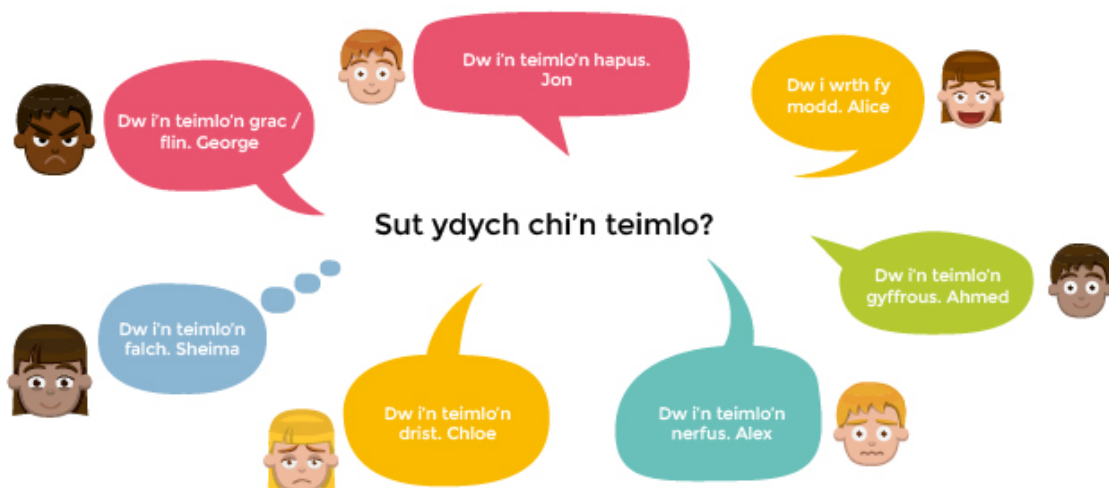 Dw i'n teimlo'n hapus.
Jon
Dw i wrth fy
modd. Alice
Dw i'n teimlo'n grac /
flin. George
Sut ydych chi'n teimlo?
Dw i'n teimlo'n
gyffrous. Ahmed
Dw i'n teimlo'n
falch. Sheima
Dw i'n teimlo'n
drist. Chloe
Dw i'n teimlo'n
nerfus. Alex